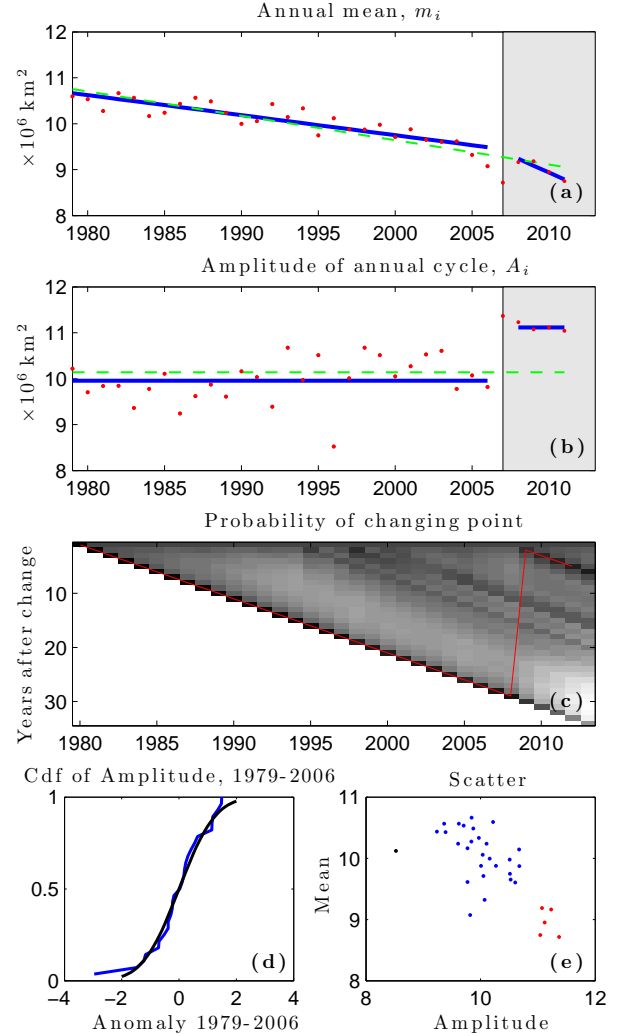 Annual mean, m_i
11
10
9
8
×10^6 km^2
1980 1985 1990 1995 2000 2005 2010
(a)
Amplitude of annual cycle, A_i
12
11
10
9
8
×10^6 km^2
1980 1985 1990 1995 2000 2005 2010
(b)
Probability of changing point
10
20
30
Years after change
1980 1985 1990 1995 2000 2005 2010
(c)
Cdf of Amplitude, 1979-2006
1
0.5
0
−4 −2 0 2 4
Anomaly 1979-2006
(d)
Scatter
11
10
9
8
Mean
8 10 12
Amplitude
(e)